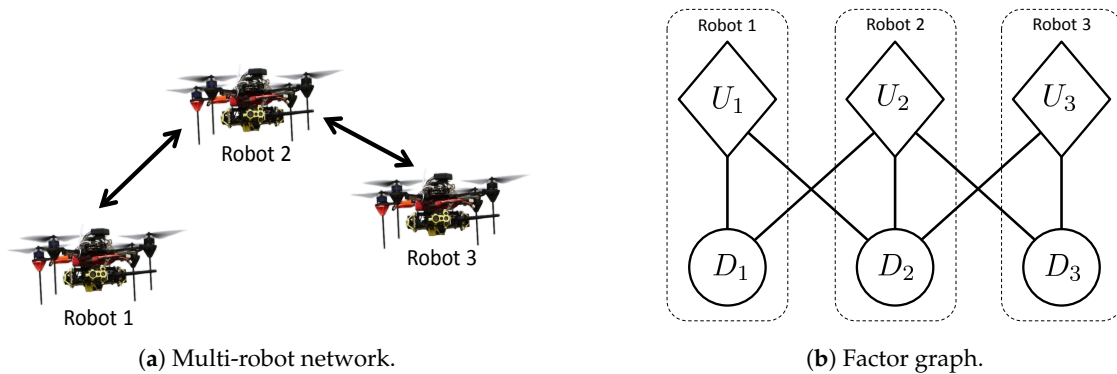 Robot 2
Robot 3
Robot 1
(a) Multi-robot network.
Robot 1
Robot 2
Robot 3
U₁
U₂
U₃
D₁
D₂
D₃
(b) Factor graph.